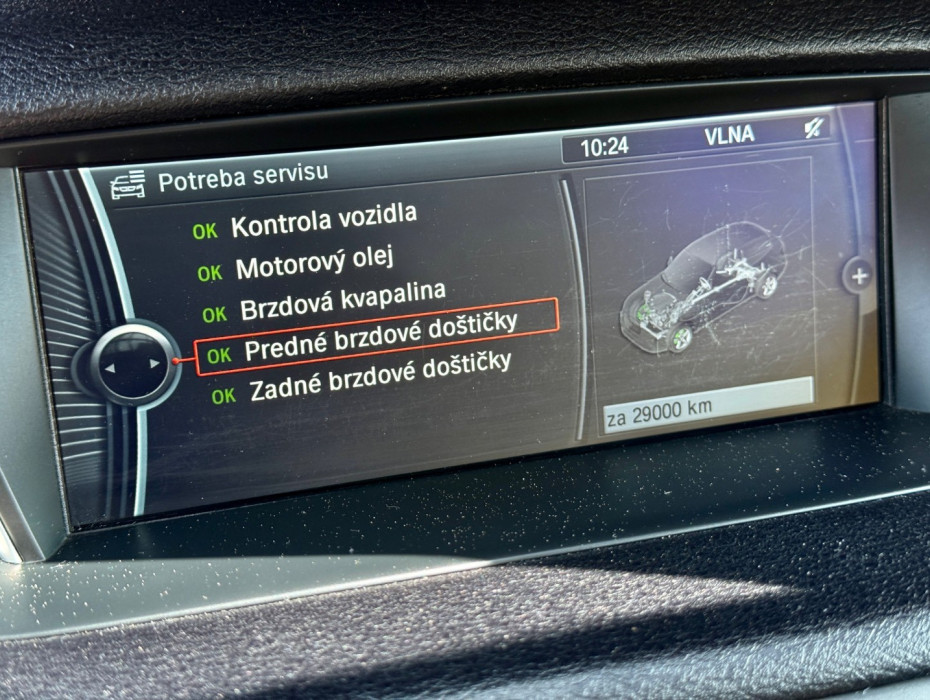 Potreba servisu
10:24
VLNA
OK Kontrola vozidla
OK Motorový olej
OK Brzdová kvapalina
OK Predné brzdové doštičky
OK Zadné brzdové doštičky
za 29000 km